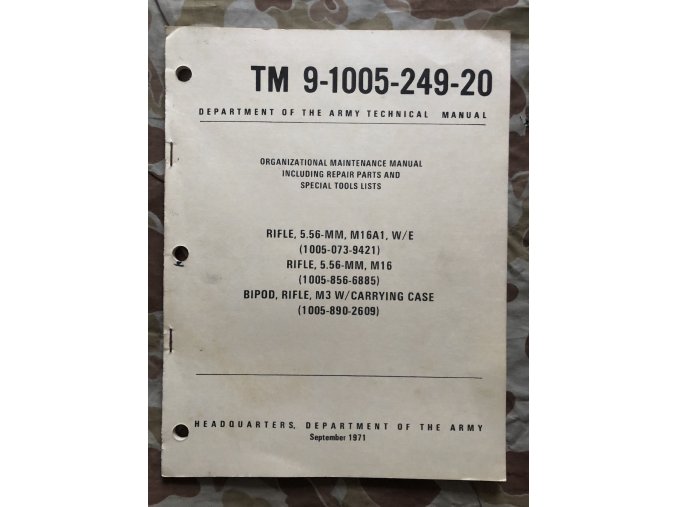 TM 9-1005-249-20
DEPARTMENT OF THE ARMY TECHNICAL MANUAL
ORGANIZATIONAL MAINTENANCE MANUAL
INCLUDING REPAIR PARTS AND
SPECIAL TOOLS LISTS
RIFLE, 5.56-MM, M16A1, W/E
(1005-073-9421)
RIFLE, 5.56-MM, M16
(1005-856-6885)
BIPOD, RIFLE, M3 W/CARRYING CASE
(1005-890-2609)
HEADQUARTERS, DEPARTMENT OF THE ARMY
September 1971